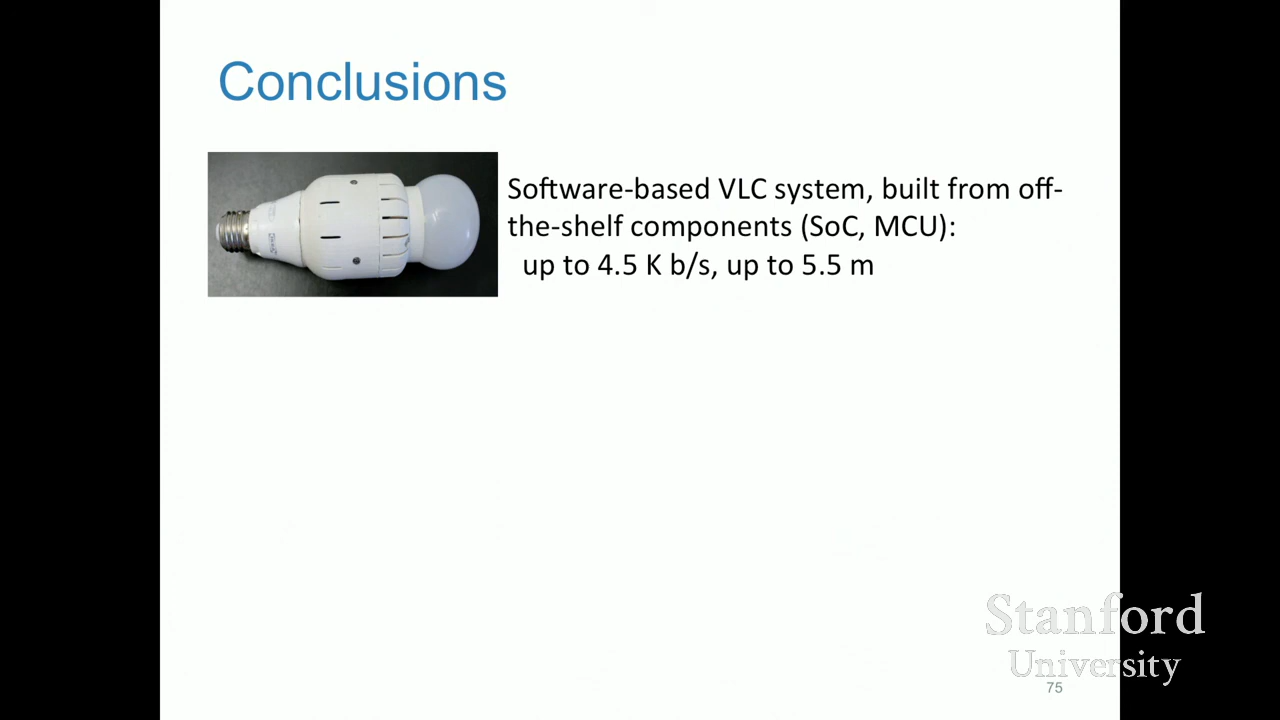 Conclusions
Software-based VLC system, built from off-
the-shelf components (SoC, MCU):
up to 4.5 K b/s, up to 5.5 m
Stanford
University
75